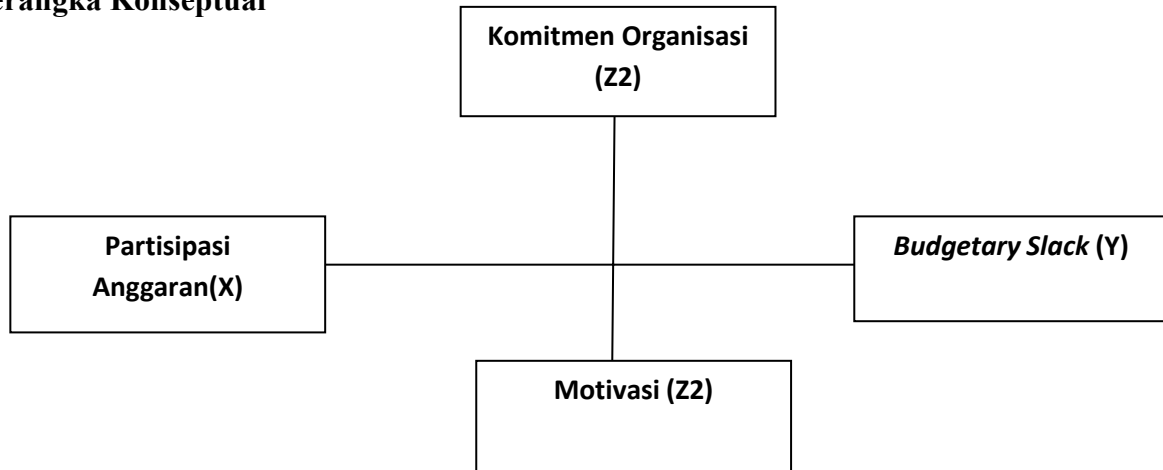 erangka Konseptual
Komitmen Organisasi
(Z2)
Partisipasi
Anggaran(X)
Budgetary Slack (Y)
Motivasi (Z2)